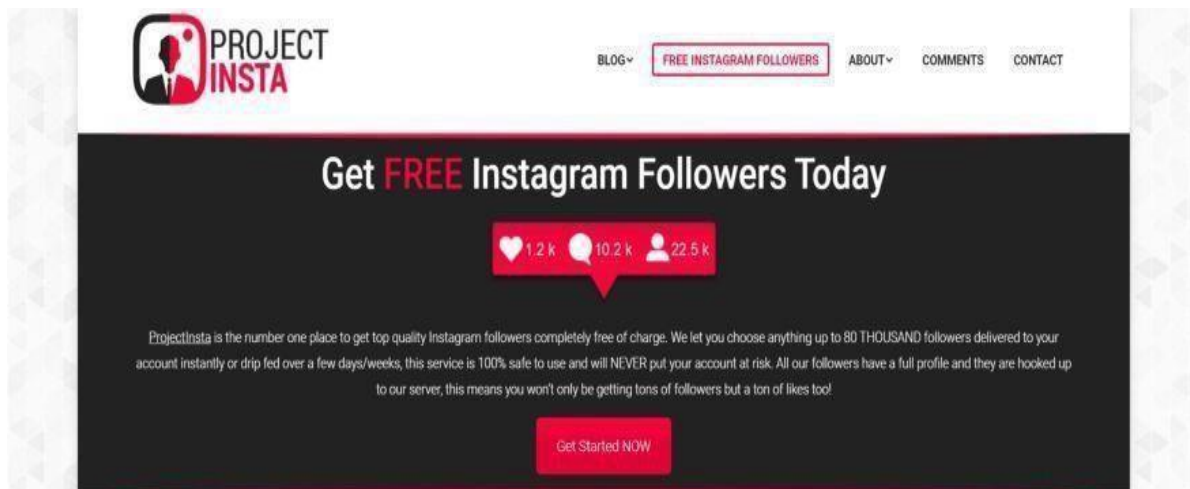 PROJECT
INSTA
BLOG
FREE INSTAGRAM FOLLOWERS
ABOUT
COMMENTS
CONTACT
Get FREE Instagram Followers Today
1.2 k 10.2 k 22.5 k
ProjectInsta is the number one place to get top quality Instagram followers completely free of charge. We let you choose anything up to 80 THOUSAND followers delivered to your
account instantly or drip fed over a few days/weeks, this service is 100% safe to use and will NEVER put your account at risk. All our followers have a full profile and they are hooked up
to our server, this means you won't only be getting tons of followers but a ton of likes too!
Get Started NOW